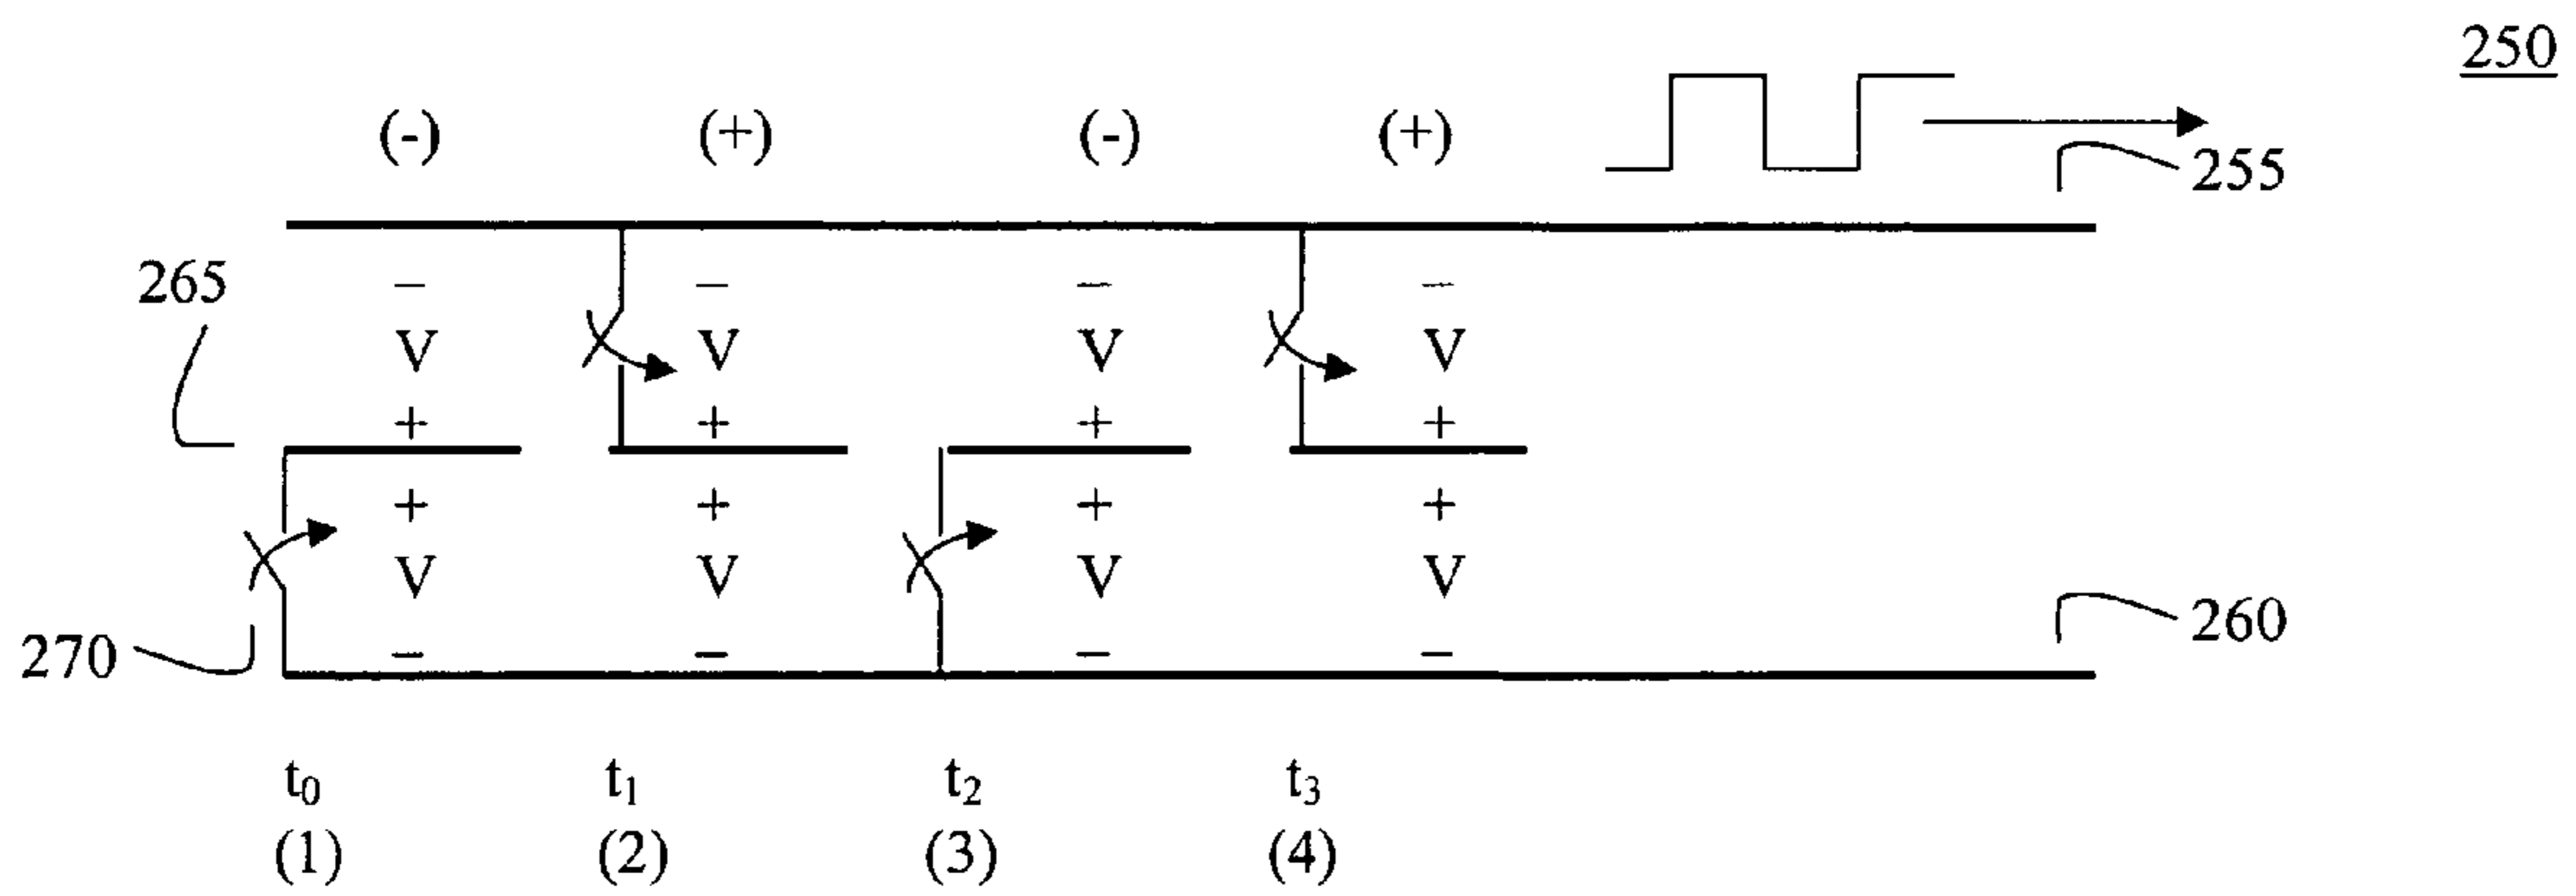 250
(-) (+) (-) (+)
255
265
− − − −
V V V V
+ + + +
+ + + +
V V V V
260
270
− − − −
t₀ t₁ t₂ t₃
(1) (2) (3) (4)